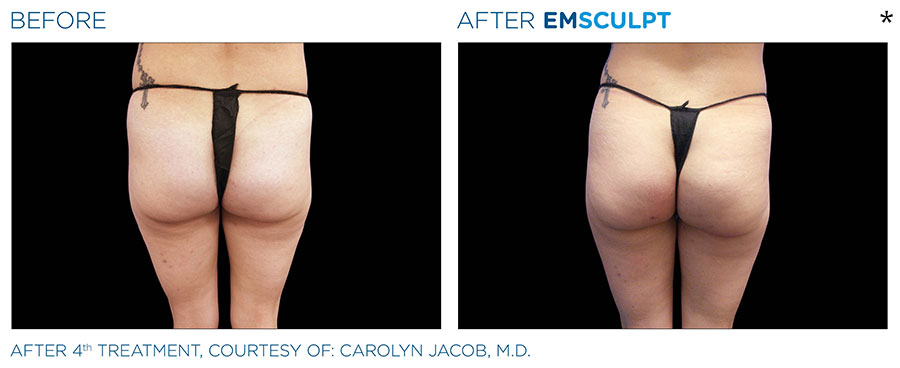 BEFORE
AFTER EMSCULPT
*
AFTER 4th TREATMENT, COURTESY OF: CAROLYN JACOB, M.D.